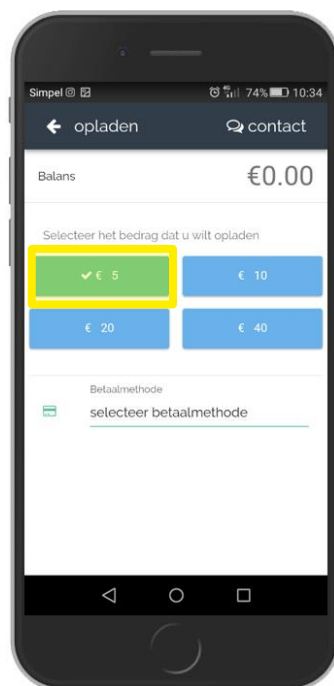 Simpel 74% 10:34
opladen contact
Balans €0.00
Selecteer het bedrag dat u wilt opladen
€ 5 € 10
€ 20 € 40
Betaalmethode
selecteer betaalmethode